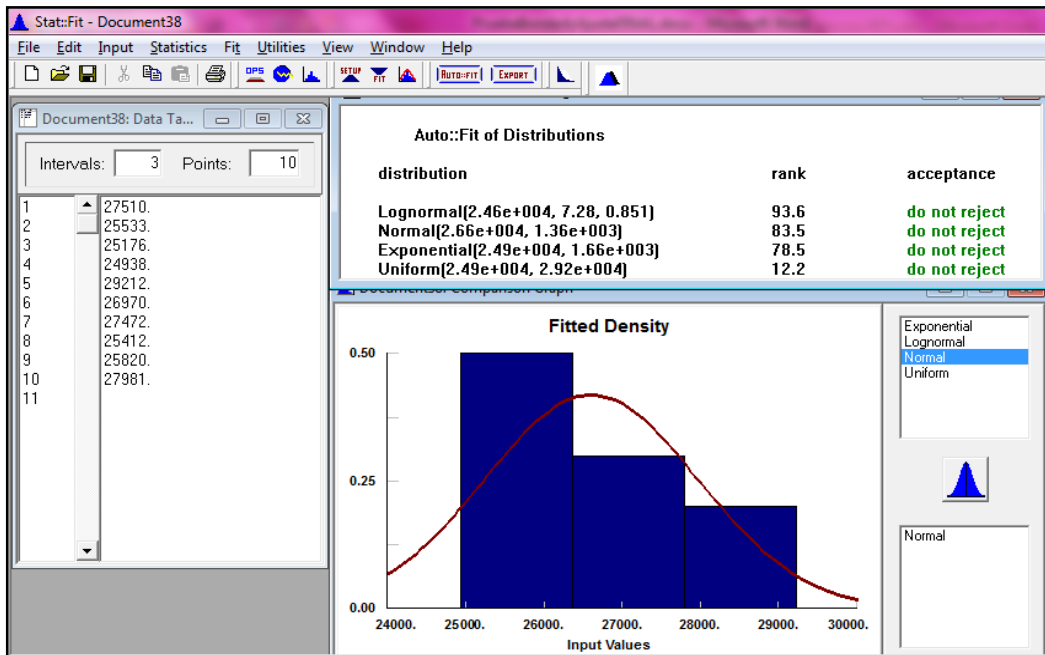 Stat::Fit - Document38
File Edit Input Statistics Fit Utilities View Window Help
OPS SETUP FIT AUTO::FIT EXPORT
Document38: Data Ta...
Intervals: 3 Points: 10
1 27510.
2 25533.
3 25176.
4 24938.
5 29212.
6 26970.
7 27472.
8 25412.
9 25820.
10 27981.
11
Auto::Fit of Distributions
distribution rank acceptance
Lognormal(2.46e+004, 7.28, 0.851) 93.6 do not reject
Normal(2.66e+004, 1.36e+003) 83.5 do not reject
Exponential(2.49e+004, 1.66e+003) 78.5 do not reject
Uniform(2.49e+004, 2.92e+004) 12.2 do not reject
Document38: Comparison Graph
Fitted Density
0.50
0.25
0.00
24000. 25000. 26000. 27000. 28000. 29000. 30000.
Input Values
Exponential
Lognormal
Normal
Uniform
Normal